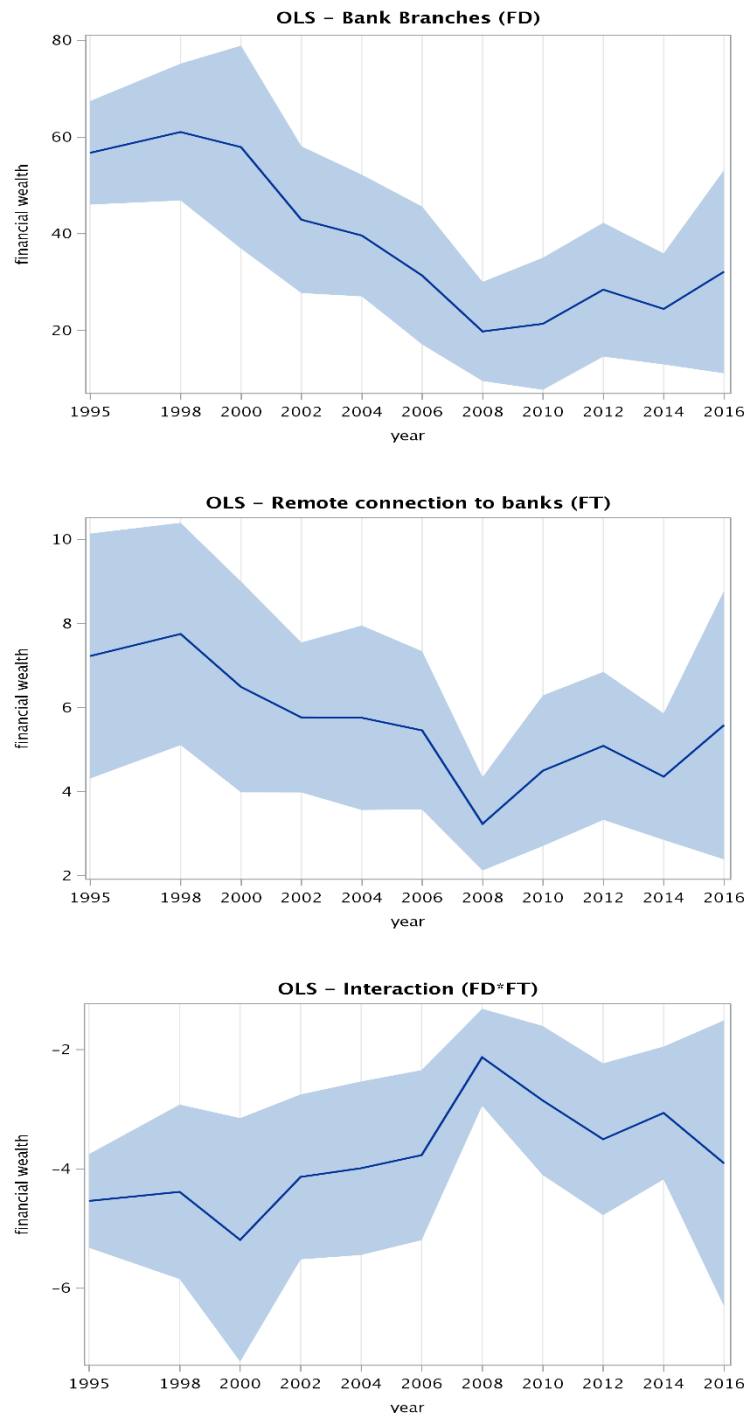 OLS – Bank Branches (FD)
80
60
40
20
financial wealth
1995 1998 2000 2002 2004 2006 2008 2010 2012 2014 2016
year
OLS – Remote connection to banks (FT)
10
8
6
4
2
financial wealth
1995 1998 2000 2002 2004 2006 2008 2010 2012 2014 2016
year
OLS – Interaction (FD*FT)
-2
-4
-6
financial wealth
1995 1998 2000 2002 2004 2006 2008 2010 2012 2014 2016
year